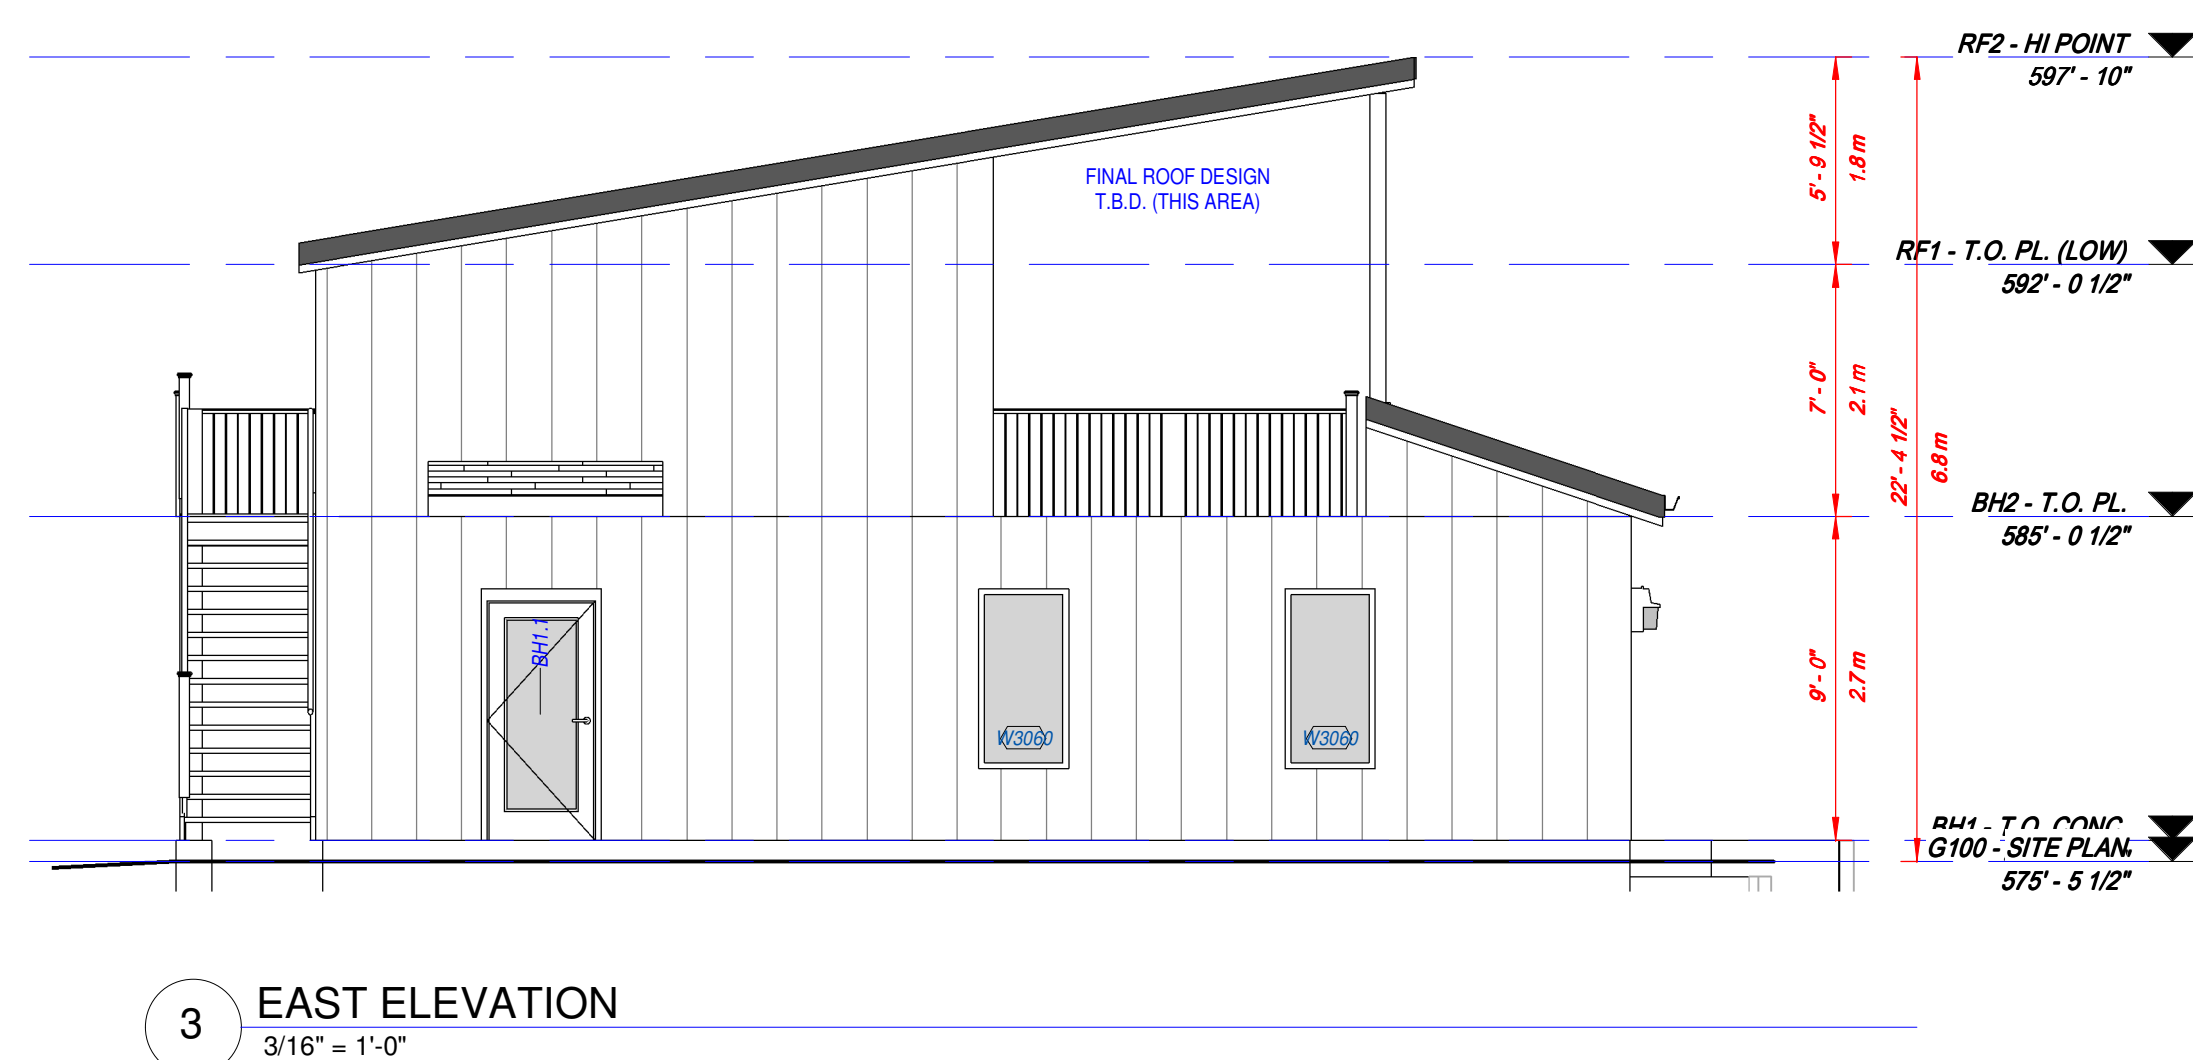 RF2 - HI POINT
597' - 10"
5' - 9 1/2"
1.8 m
FINAL ROOF DESIGN
T.B.D. (THIS AREA)
RF1 - T.O. PL. (LOW)
592' - 0 1/2"
7' - 0"
2.1 m
22' - 4 1/2"
6.8 m
BH2 - T.O. PL.
585' - 0 1/2"
BH1.1
9' - 0"
2.7 m
W3060
W3060
BH1 - T.O. CONC.
G100 - SITE PLAN
575' - 5 1/2"
3
EAST ELEVATION
3/16" = 1'-0"